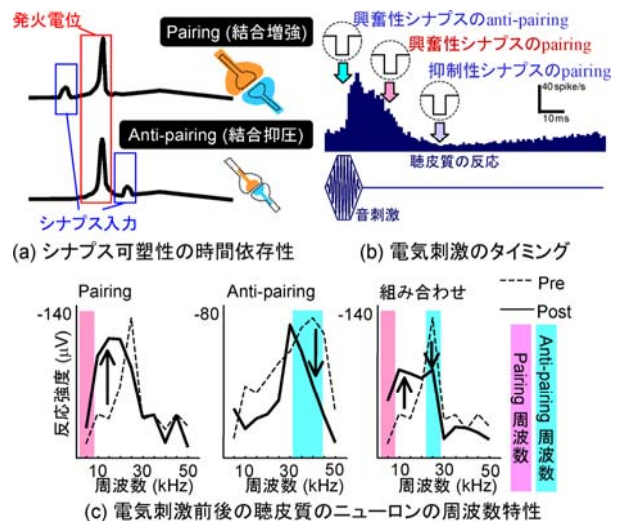 発火電位
Pairing (結合増強)
Anti-pairing (結合抑圧)
シナプス入力
(a) シナプス可塑性の時間依存性
(b)
興奮性シナプスのanti-pairing
興奮性シナプスのpairing
抑制性シナプスのpairing
40 spike/s
10 ms
聴皮質の反応
音刺激
(b) 電気刺激のタイミング
Pairing
Anti-pairing
組み合わせ
Pre
Post
-140
-80
-140
反応強度 (μV)
10 30 50
10 30 50
10 30 50
周波数 (kHz)
周波数 (kHz)
周波数 (kHz)
Pairing 周波数
Anti-pairing 周波数
(c) 電気刺激前後の聴皮質のニューロンの周波数特性